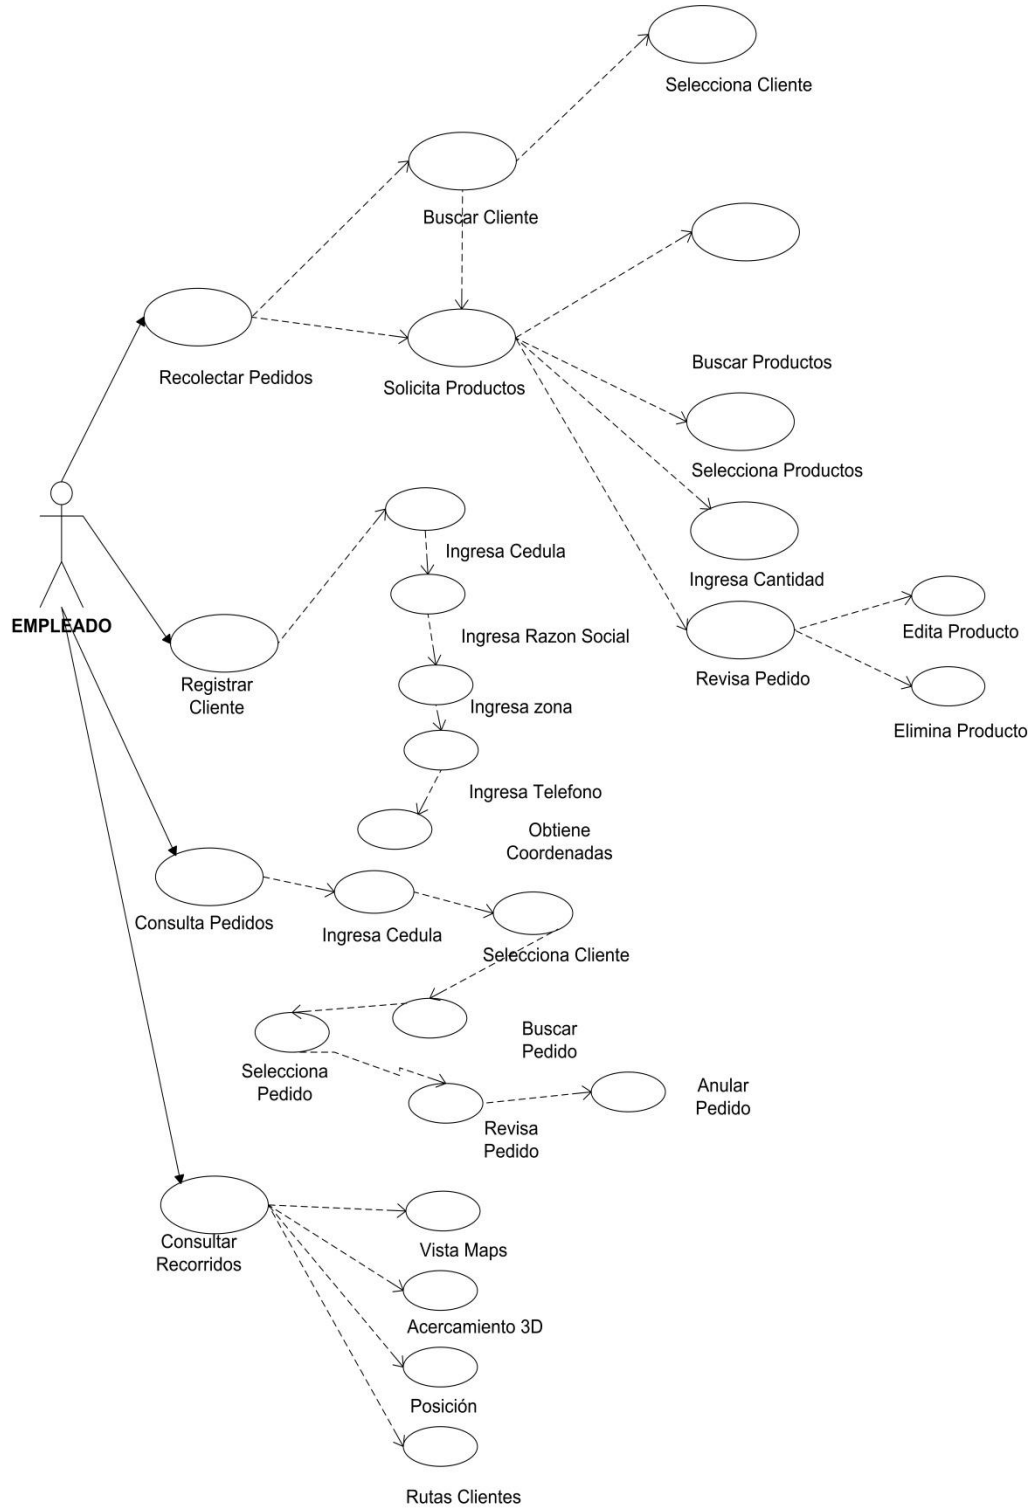 Selecciona Cliente
Buscar Cliente
Buscar Productos
Recolectar Pedidos
Solicita Productos
Selecciona Productos
Ingresa Cedula
Ingresa Cantidad
EMPLEADO
Ingresa Razon Social
Edita Producto
Registrar
Cliente
Revisa Pedido
Ingresa zona
Elimina Producto
Ingresa Telefono
Obtiene
Coordenadas
Consulta Pedidos
Ingresa Cedula
Selecciona Cliente
Buscar
Pedido
Selecciona
Pedido
Anular
Pedido
Revisa
Pedido
Consultar
Recorridos
Vista Maps
Acercamiento 3D
Posición
Rutas Clientes